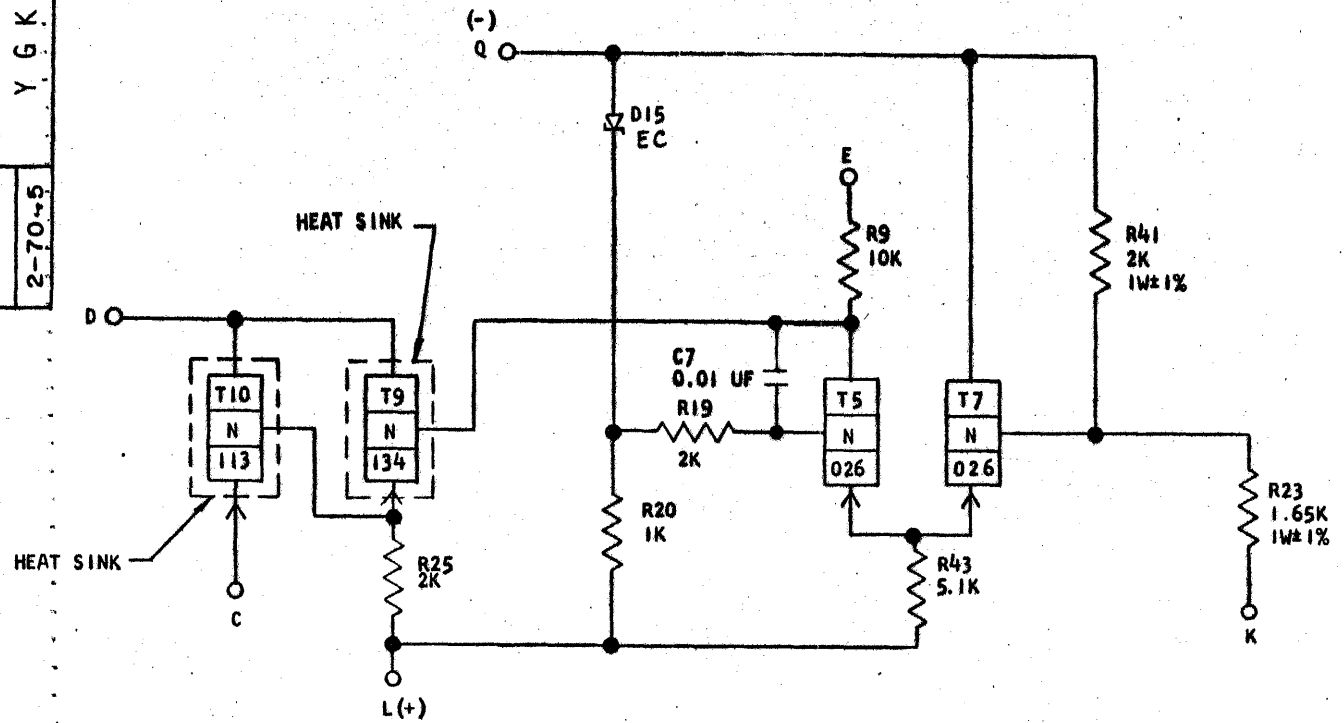 Y G K
2-7045
(-)
Q
D15
EC
E
R9
10K
R41
2K
1W±1%
HEAT SINK
D
T10
N
113
T9
N
134
C7
0.01 UF
R19
2K
T5
N
026
T7
N
026
R20
1K
R23
1.65K
1W±1%
HEAT SINK
R25
2K
R43
5.1K
C
K
L(+)